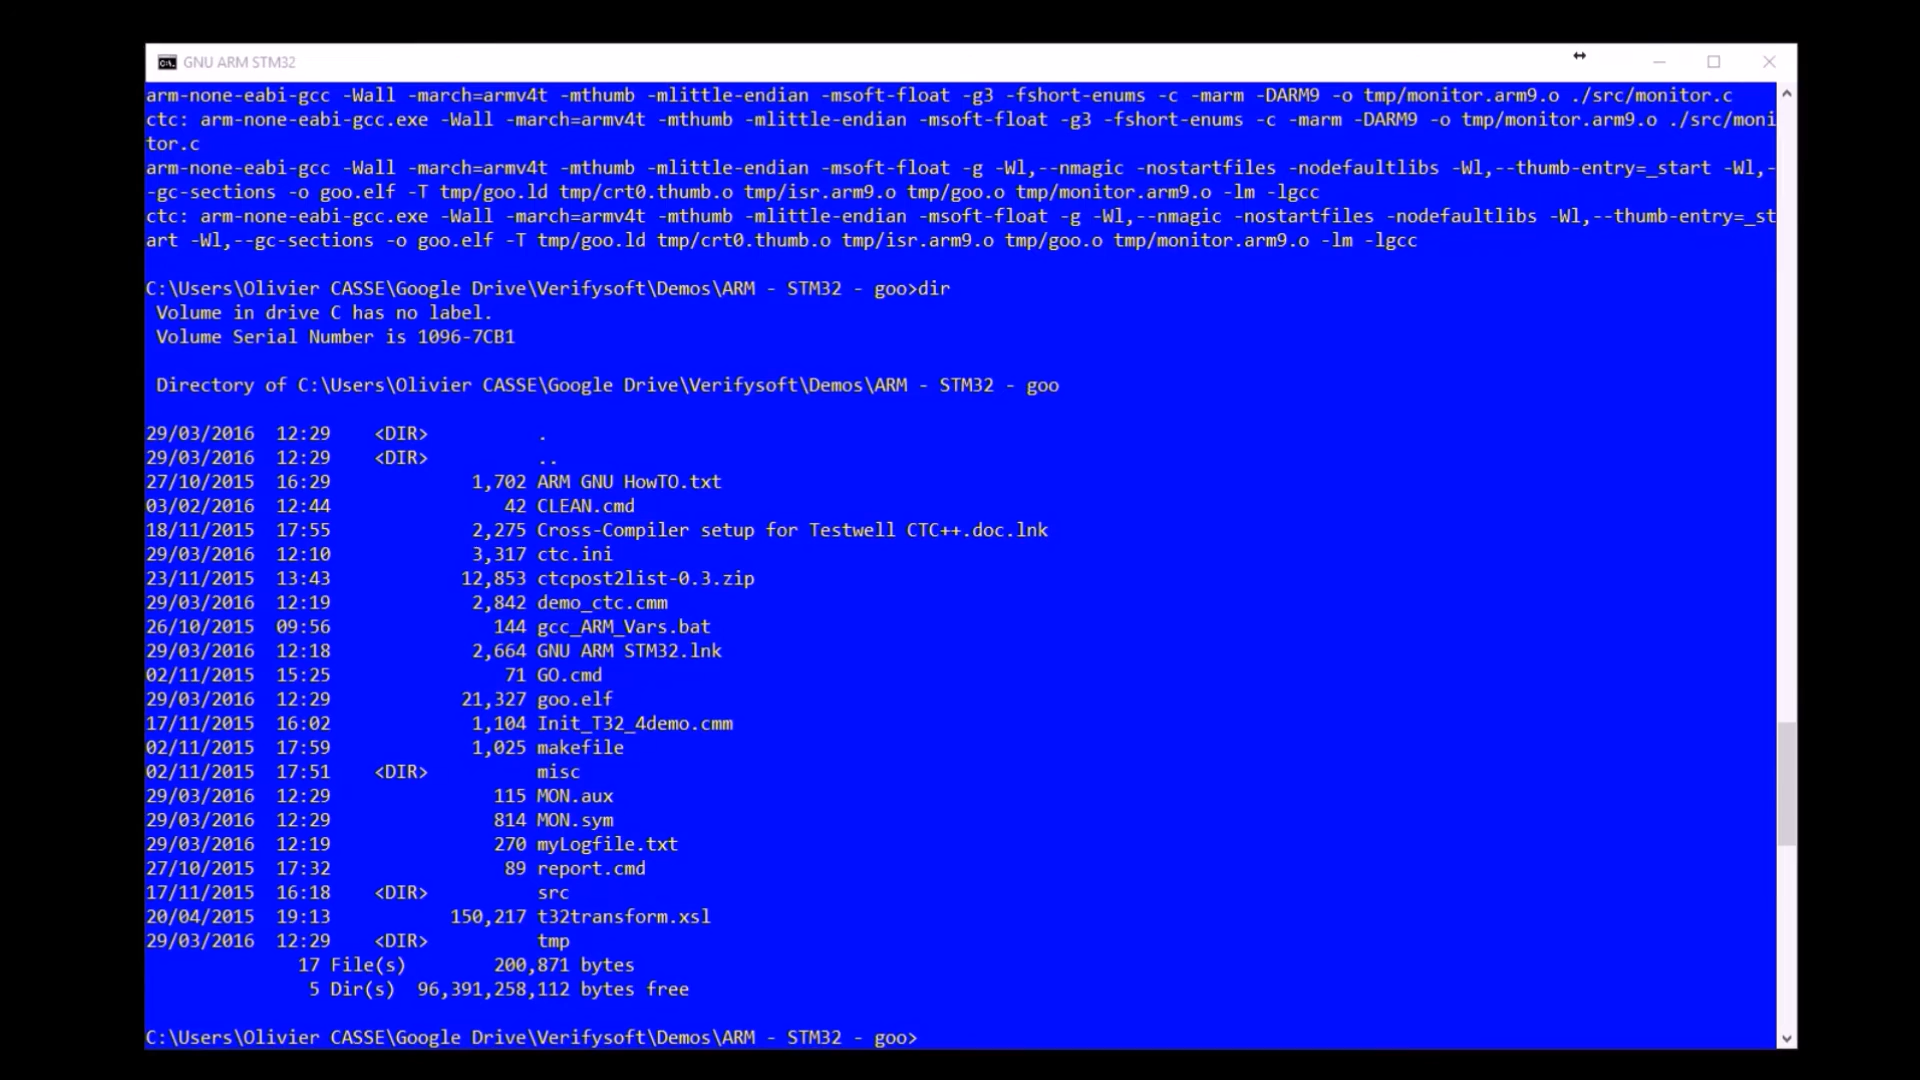 GNU ARM STM32
arm-none-eabi-gcc -Wall -march=armv4t -mthumb -mlittle-endian -msoft-float -g3 -fshort-enums -c -marm -DARM9 -o tmp/monitor.arm9.o ./src/monitor.c
ctc: arm-none-eabi-gcc.exe -Wall -march=armv4t -mthumb -mlittle-endian -msoft-float -g3 -fshort-enums -c -marm -DARM9 -o tmp/monitor.arm9.o ./src/moni
tor.c
arm-none-eabi-gcc -Wall -march=armv4t -mthumb -mlittle-endian -msoft-float -g -Wl,--nmagic -nostartfiles -nodefaultlibs -Wl,--thumb-entry=_start -Wl,-
-gc-sections -o goo.elf -T tmp/goo.ld tmp/crt0.thumb.o tmp/isr.arm9.o tmp/goo.o tmp/monitor.arm9.o -lm -lgcc
ctc: arm-none-eabi-gcc.exe -Wall -march=armv4t -mthumb -mlittle-endian -msoft-float -g -Wl,--nmagic -nostartfiles -nodefaultlibs -Wl,--thumb-entry=_st
art -Wl,--gc-sections -o goo.elf -T tmp/goo.ld tmp/crt0.thumb.o tmp/isr.arm9.o tmp/goo.o tmp/monitor.arm9.o -lm -lgcc
C:\Users\Olivier CASSE\Google Drive\Verifysoft\Demos\ARM - STM32 - goo>dir
Volume in drive C has no label.
Volume Serial Number is 1096-7CB1
Directory of C:\Users\Olivier CASSE\Google Drive\Verifysoft\Demos\ARM - STM32 - goo
29/03/2016 12:29 <DIR> .
29/03/2016 12:29 <DIR> ..
27/10/2015 16:29 1,702 ARM GNU HowTO.txt
03/02/2016 12:44 42 CLEAN.cmd
18/11/2015 17:55 2,275 Cross-Compiler setup for Testwell CTC++.doc.lnk
29/03/2016 12:10 3,317 ctc.ini
23/11/2015 13:43 12,853 ctcpost2list-0.3.zip
29/03/2016 12:19 2,842 demo_ctc.cmm
26/10/2015 09:56 144 gcc_ARM_Vars.bat
29/03/2016 12:18 2,664 GNU ARM STM32.lnk
02/11/2015 15:25 71 GO.cmd
29/03/2016 12:29 21,327 goo.elf
17/11/2015 16:02 1,104 Init_T32_4demo.cmm
02/11/2015 17:59 1,025 makefile
02/11/2015 17:51 <DIR> misc
29/03/2016 12:29 115 MON.aux
29/03/2016 12:29 814 MON.sym
29/03/2016 12:19 270 myLogfile.txt
27/10/2015 17:32 89 report.cmd
17/11/2015 16:18 <DIR> src
20/04/2015 19:13 150,217 t32transform.xsl
29/03/2016 12:29 <DIR> tmp
17 File(s) 200,871 bytes
5 Dir(s) 96,391,258,112 bytes free
C:\Users\Olivier CASSE\Google Drive\Verifysoft\Demos\ARM - STM32 - goo>